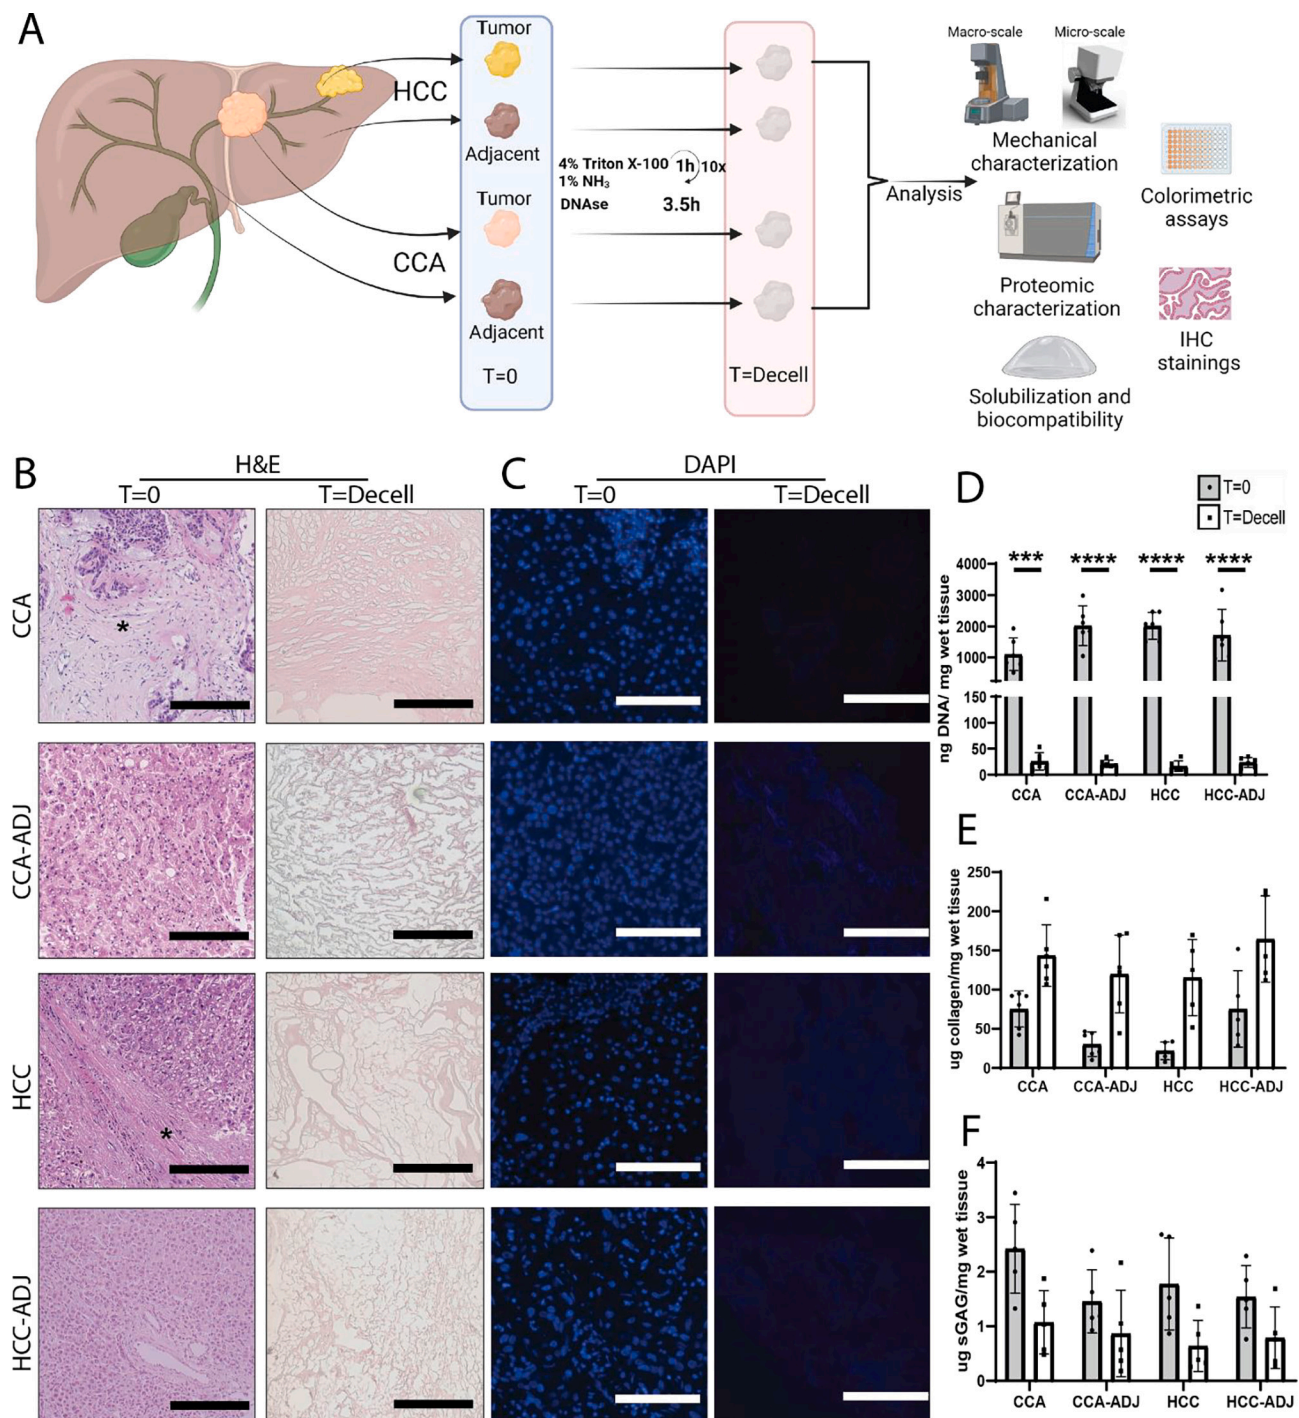 A
Tumor
HCC
Adjacent
Tumor
CCA
Adjacent
T=0
4% Triton X-100 1h 10x
1% NH₃
DNAse 3.5h
T=Decell
Analysis
Macro-scale Micro-scale
Mechanical
characterization
Colorimetric
assays
Proteomic
characterization
IHC
stainings
Solubilization and
biocompatibility
B
H&E
T=0 T=Decell
C
DAPI
T=0 T=Decell
CCA
*
CCA-ADJ
HCC
*
HCC-ADJ
D
T=0
T=Decell
*** **** **** ****
ng DNA/ mg wet tissue
4000
3000
2000
1000
150
100
50
0
CCA CCA-ADJ HCC HCC-ADJ
E
ug collagen/mg wet tissue
250
200
150
100
50
0
CCA CCA-ADJ HCC HCC-ADJ
F
ug sGAG/mg wet tissue
4
3
2
1
0
CCA CCA-ADJ HCC HCC-ADJ